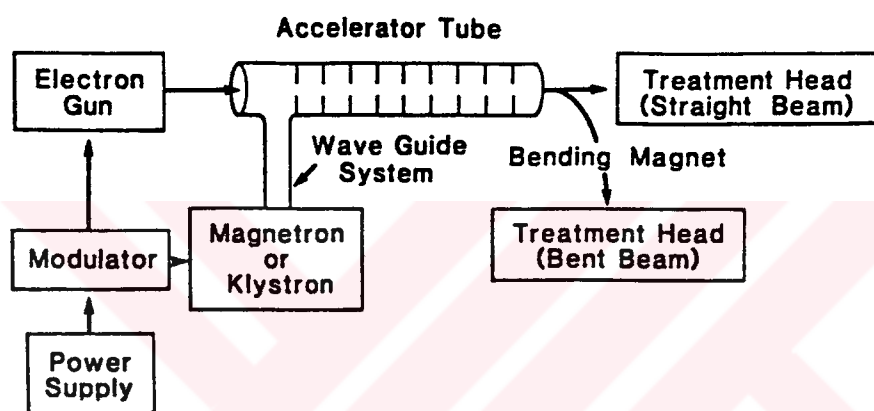 Accelerator Tube
Electron
Gun
Treatment Head
(Straight Beam)
Wave Guide
System
Bending Magnet
Modulator
Magnetron
or
Klystron
Treatment Head
(Bent Beam)
Power
Supply